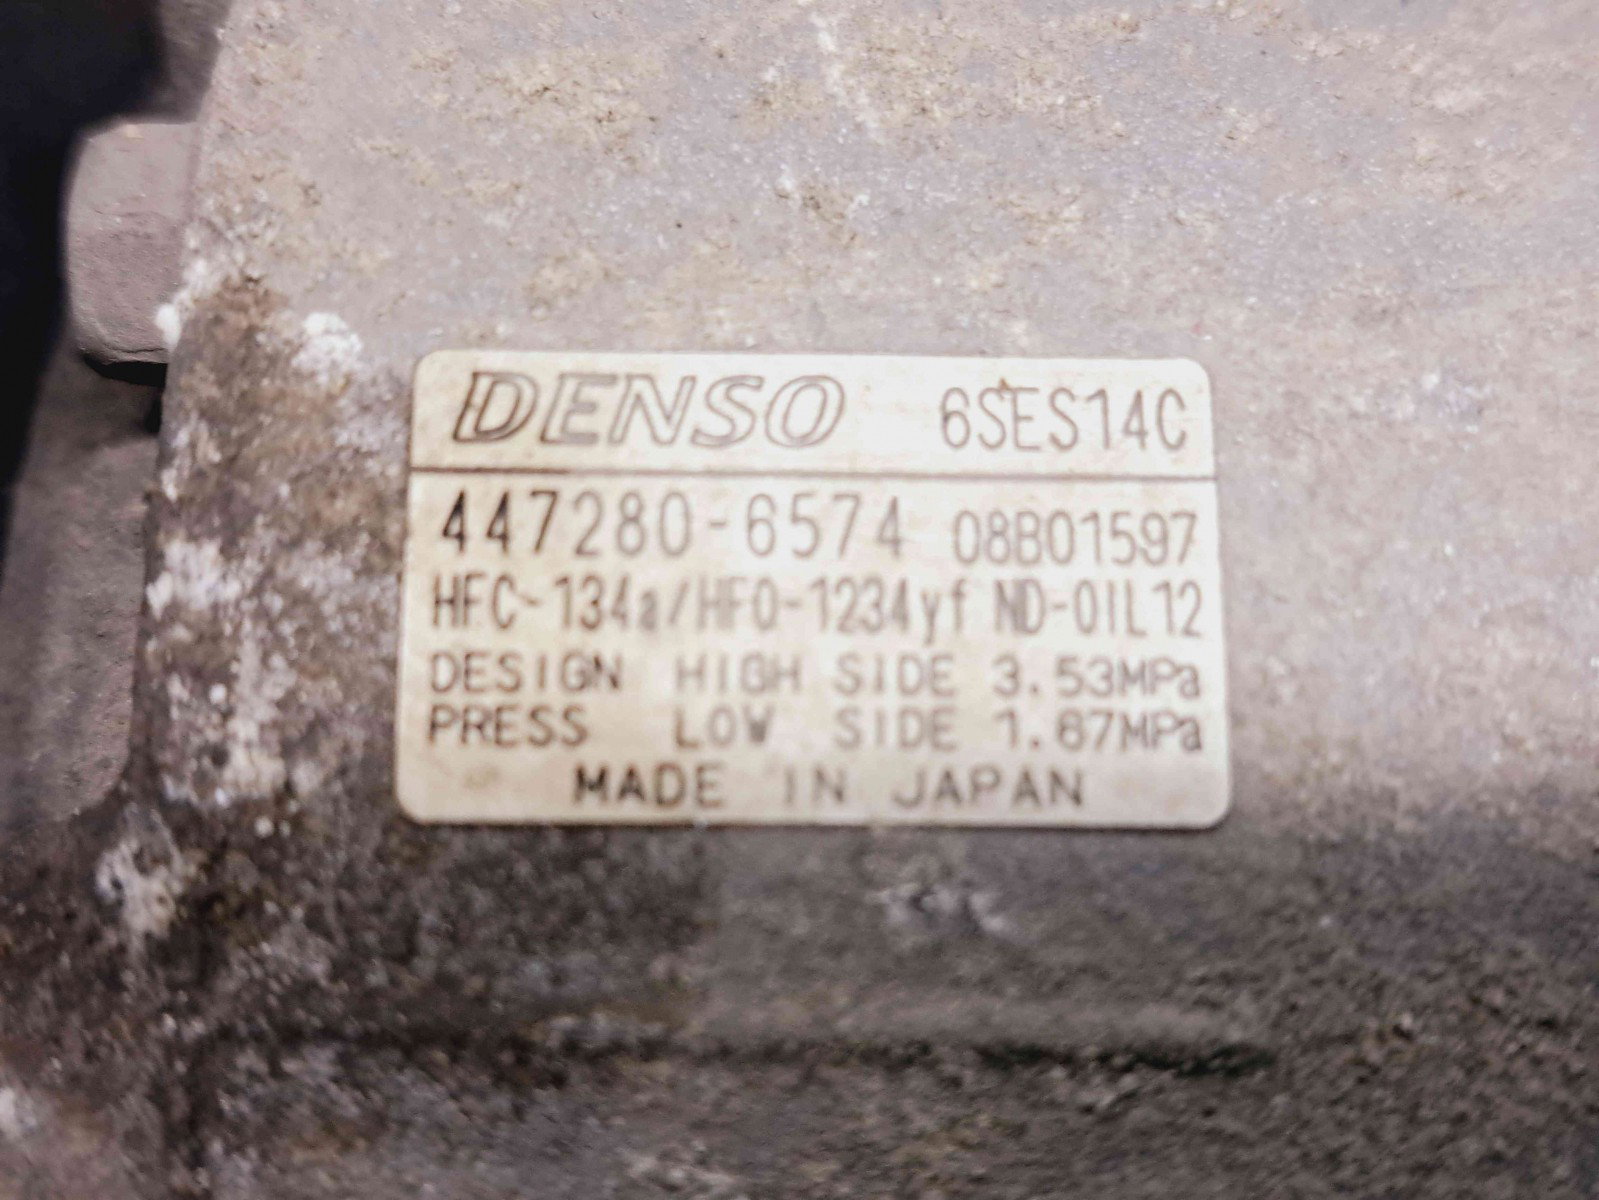 DENSO 6SES14C
447280-6574 08B01597
HFC-134a/HFO-1234yf ND-OIL12
DESIGN HIGH SIDE 3.53MPa
PRESS LOW SIDE 1.67MPa
MADE IN JAPAN